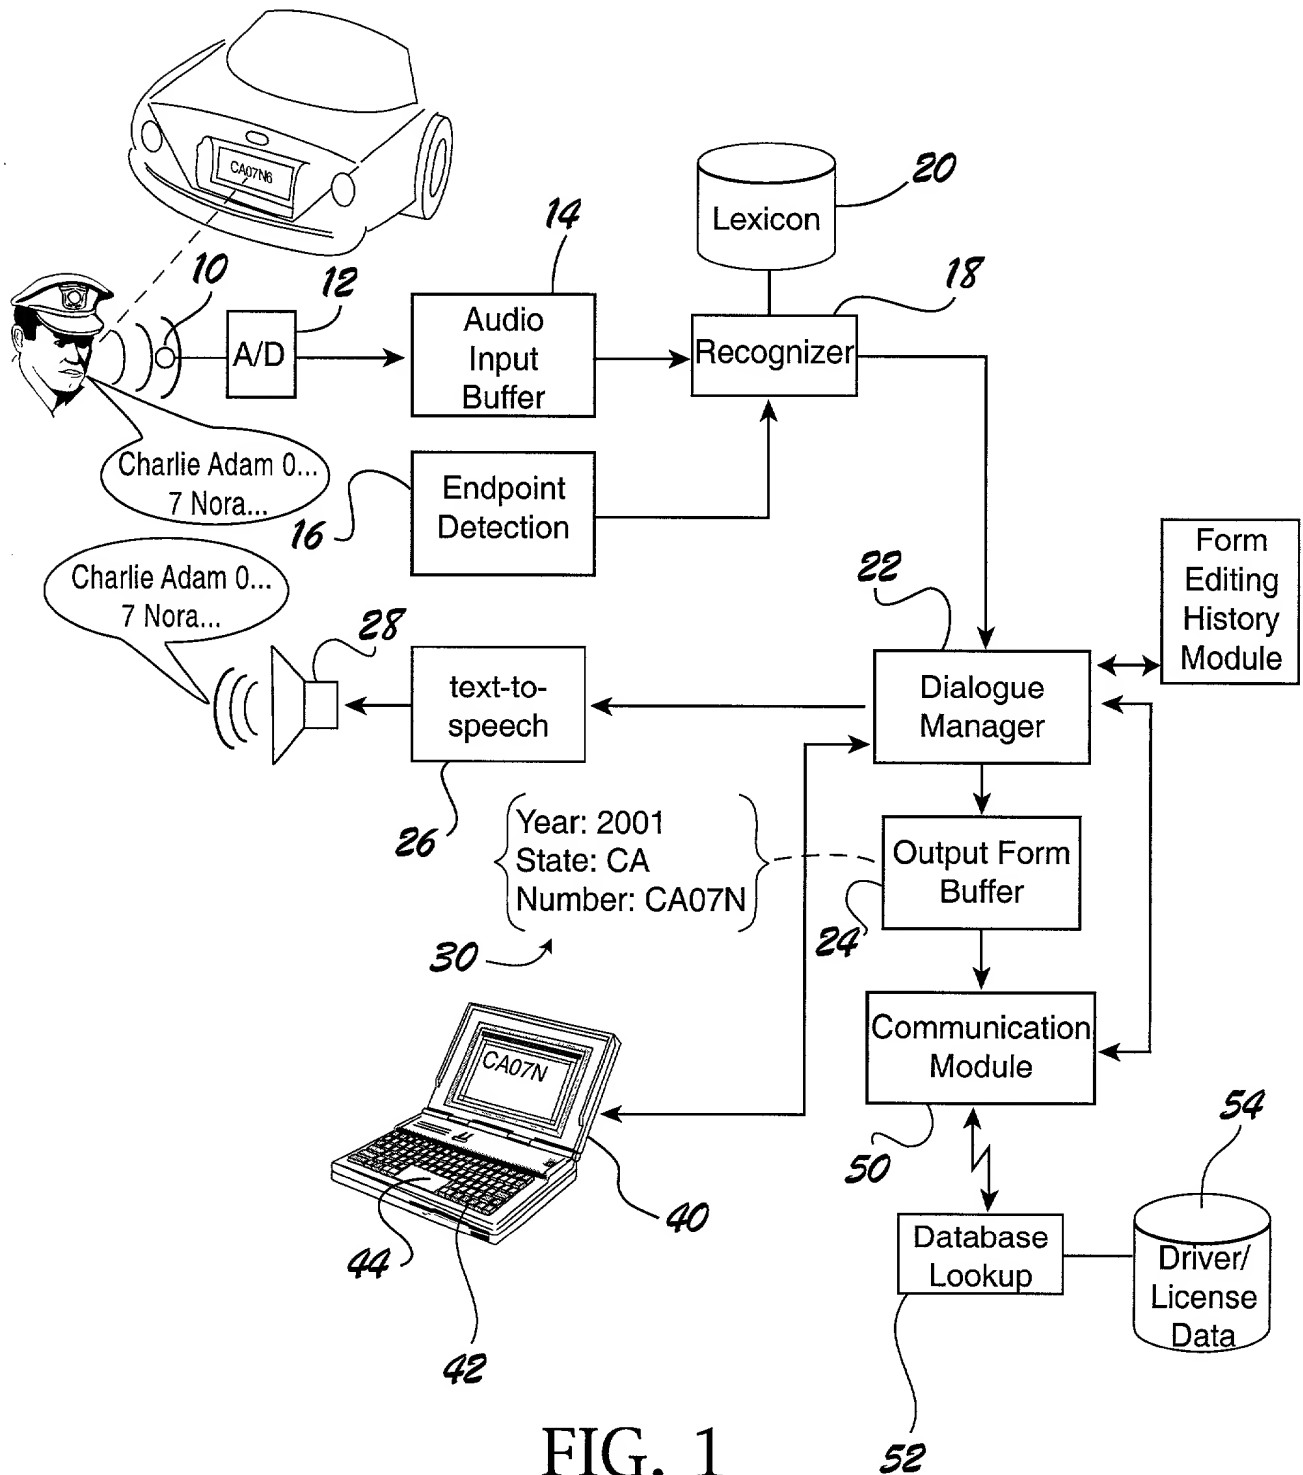 CA07N6
20
Lexicon
14
10
12
18
A/D
Audio
Input
Buffer
Recognizer
Charlie Adam 0...
7 Nora...
16
Endpoint
Detection
Form
Editing
History
Module
22
Charlie Adam 0...
7 Nora...
28
text-to-
speech
Dialogue
Manager
26
Year: 2001
State: CA
Number: CA07N
Output Form
Buffer
24
30
Communication
Module
CA07N
50
54
40
44
42
Database
Lookup
Driver/
License
Data
52
FIG. 1